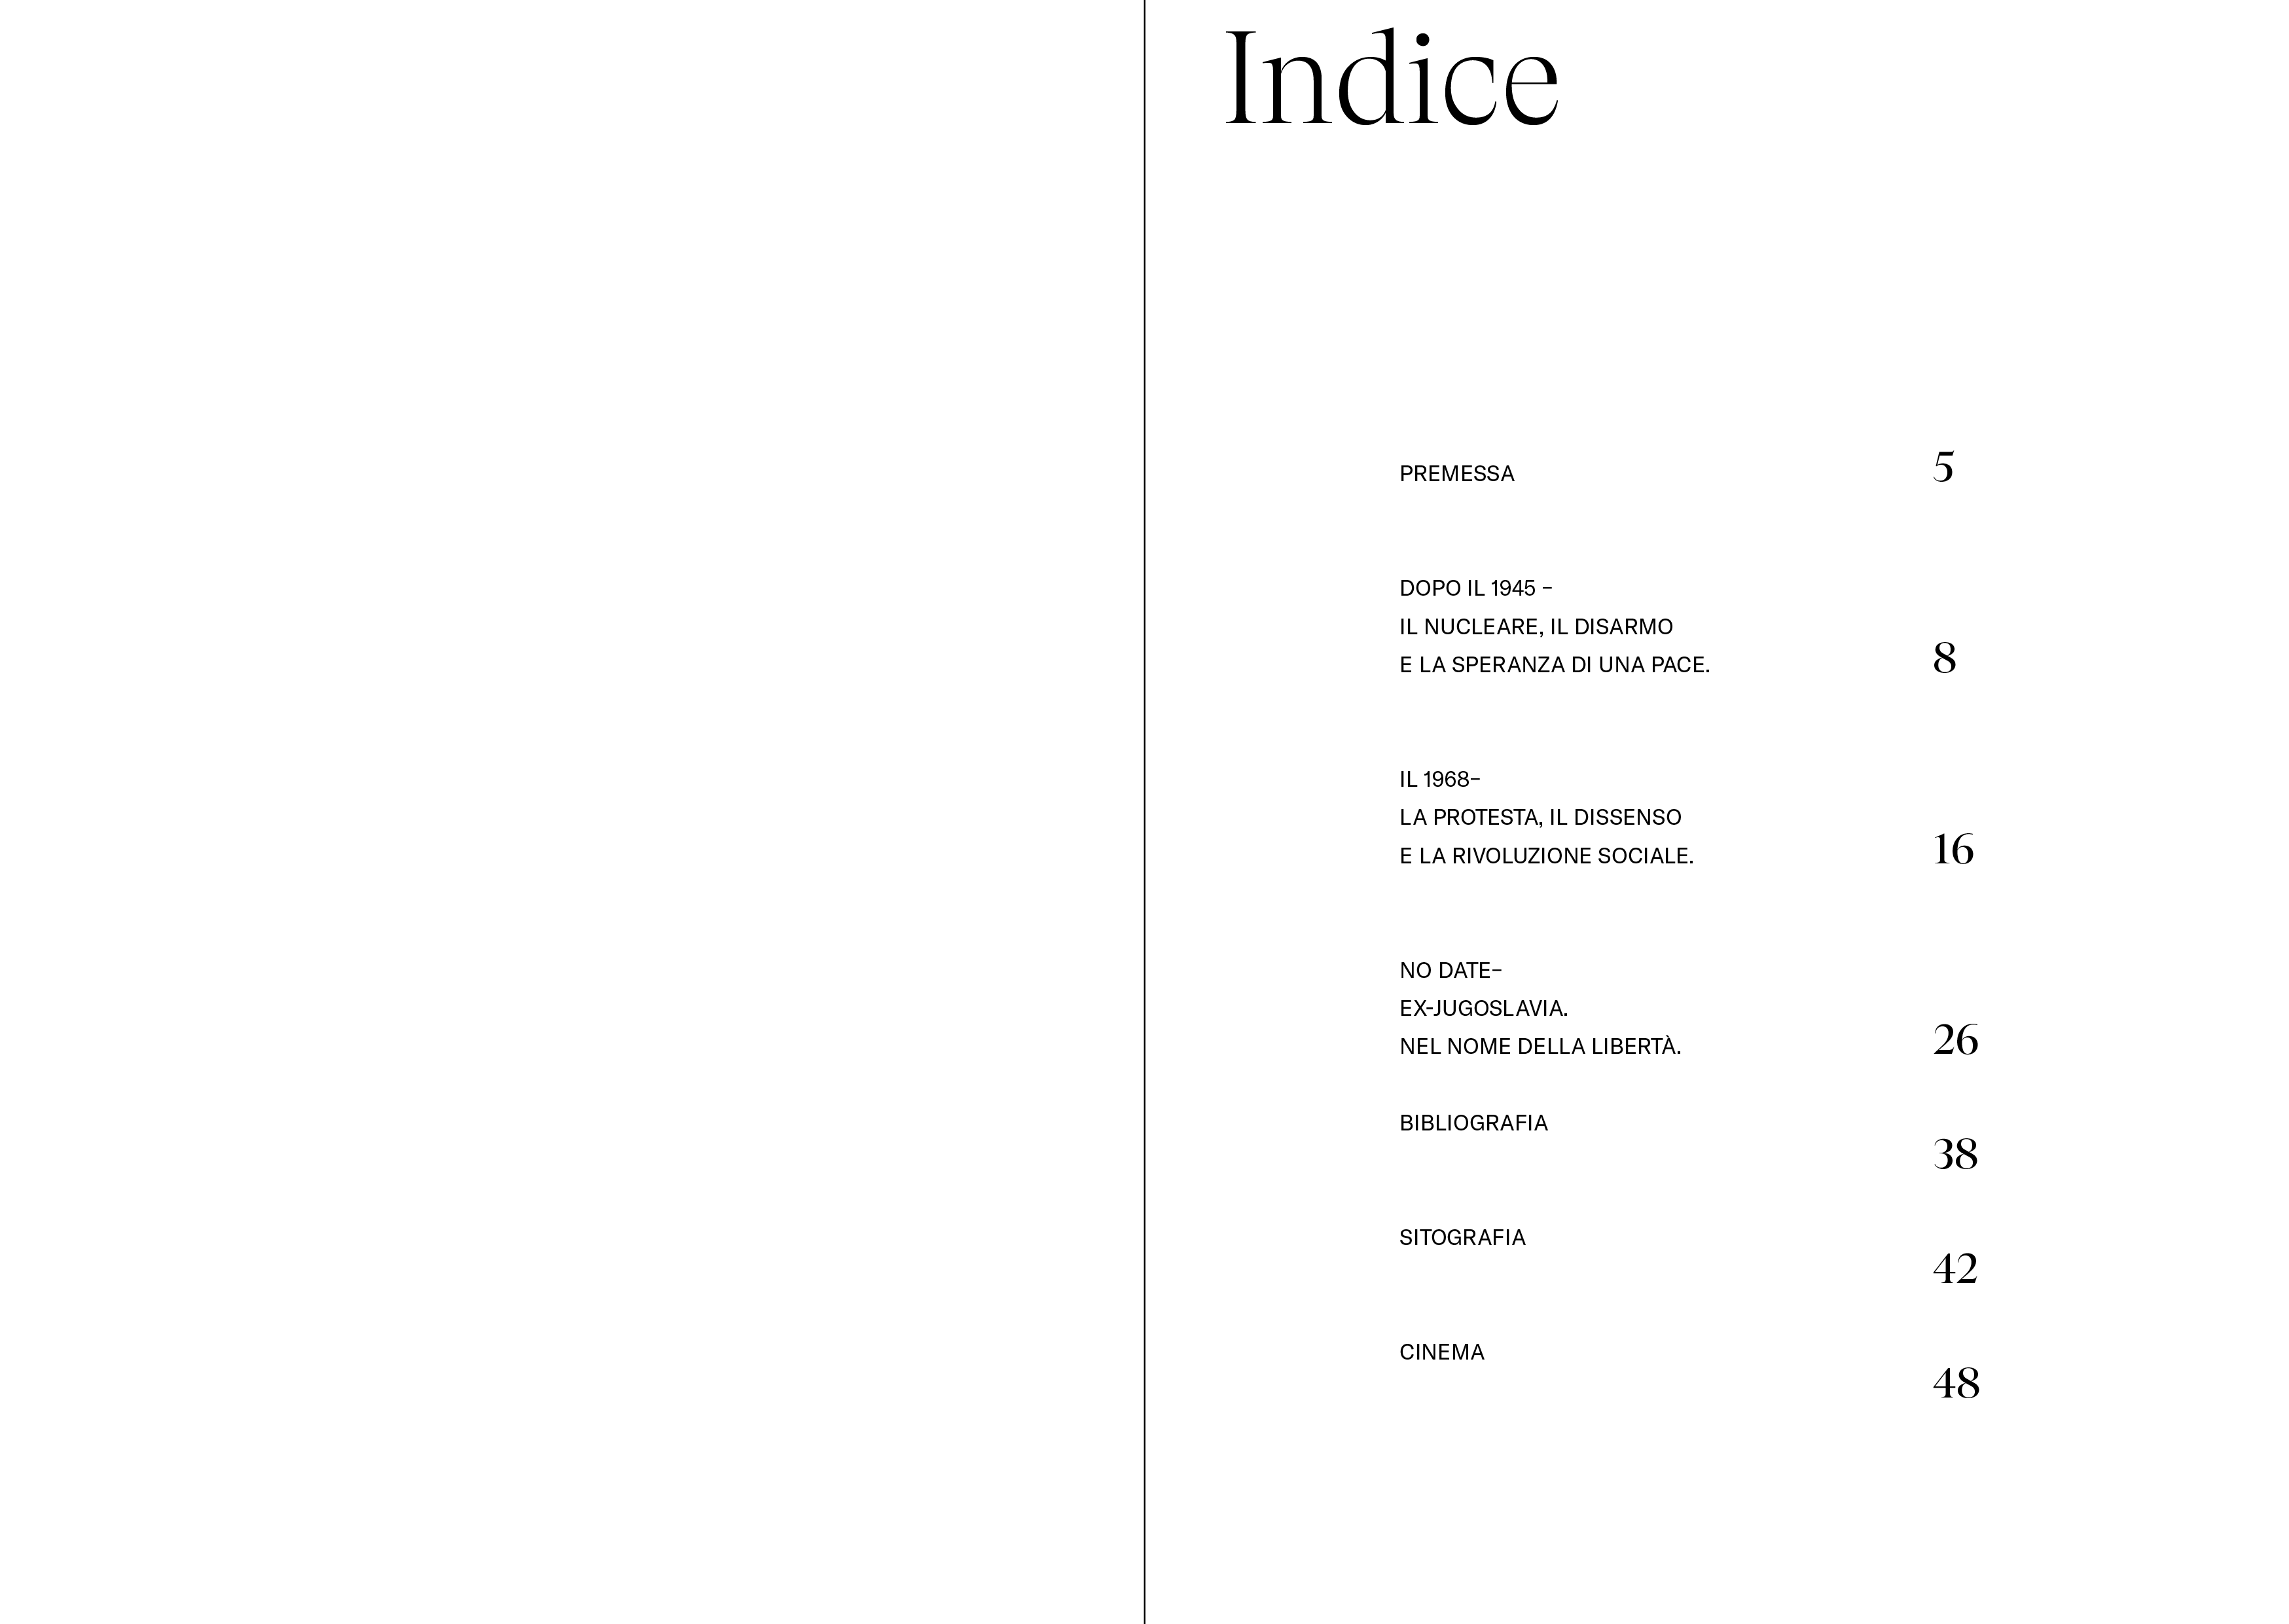 Indice
PREMESSA 5
DOPO IL 1945 –
IL NUCLEARE, IL DISARMO
E LA SPERANZA DI UNA PACE. 8
IL 1968–
LA PROTESTA, IL DISSENSO
E LA RIVOLUZIONE SOCIALE. 16
NO DATE–
EX-JUGOSLAVIA.
NEL NOME DELLA LIBERTÀ. 26
BIBLIOGRAFIA
38
SITOGRAFIA
42
CINEMA
48